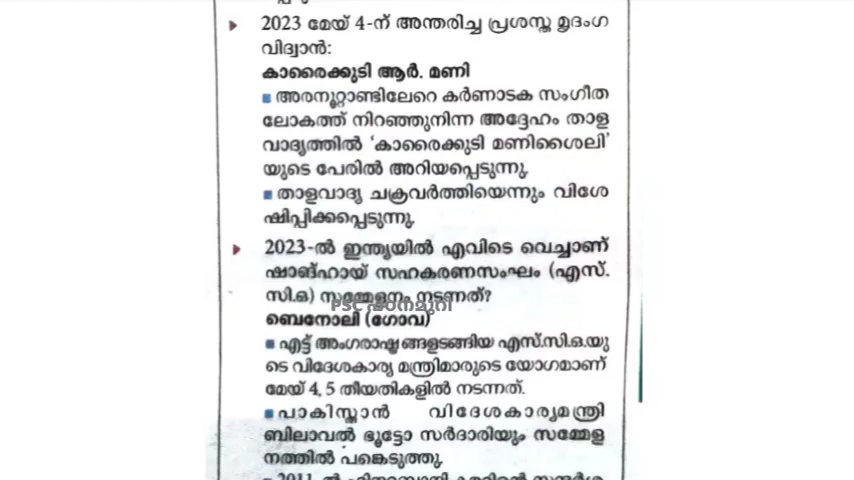 2023 മേയ് 4-ന് അന്തരിച്ച പ്രശസ്ത മൃദംഗ
വിദ്വാൻ:
കാരൈക്കുടി ആർ. മണി
അരനൂറ്റാണ്ടിലേറെ കർണാടക സംഗീത
ലോകത്ത് നിറഞ്ഞുനിന്ന അദ്ദേഹം താള
വാദ്യത്തിൽ 'കാരൈക്കുടി മണിശൈലി'
യുടെ പേരിൽ അറിയപ്പെടുന്നു.
താളവാദ്യ ചക്രവർത്തിയെന്നും വിശേ
ഷിപ്പിക്കപ്പെടുന്നു.
2023-ൽ ഇന്ത്യയിൽ എവിടെ വെച്ചാണ്
ഷാങ്ഹായ് സഹകരണസംഘം (എസ്.
സി.ഒ) സമ്മേളനം നടന്നത്?
PSC പഠനമുറി
ബെനോലി (ഗോവ)
എട്ട് അംഗരാഷ്ട്രങ്ങളടങ്ങിയ എസ്.സി.ഒ.യു
ടെ വിദേശകാര്യ മന്ത്രിമാരുടെ യോഗമാണ്
മേയ് 4, 5 തീയതികളിൽ നടന്നത്.
പാകിസ്താൻ വിദേശകാര്യമന്ത്രി
ബിലാവൽ ഭൂട്ടോ സർദാരിയും സമ്മേള
നത്തിൽ പങ്കെടുത്തു.